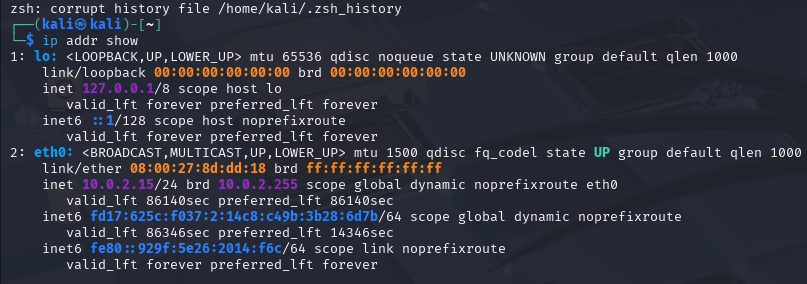 zsh: corrupt history file /home/kali/.zsh_history
┌──(kali㉿kali)-[~]
└─$ ip addr show
1: lo: <LOOPBACK,UP,LOWER_UP> mtu 65536 qdisc noqueue state UNKNOWN group default qlen 1000
    link/loopback 00:00:00:00:00:00 brd 00:00:00:00:00:00
    inet 127.0.0.1/8 scope host lo
       valid_lft forever preferred_lft forever
    inet6 ::1/128 scope host noprefixroute
       valid_lft forever preferred_lft forever
2: eth0: <BROADCAST,MULTICAST,UP,LOWER_UP> mtu 1500 qdisc fq_codel state UP group default qlen 1000
    link/ether 08:00:27:8d:dd:18 brd ff:ff:ff:ff:ff:ff
    inet 10.0.2.15/24 brd 10.0.2.255 scope global dynamic noprefixroute eth0
       valid_lft 86140sec preferred_lft 86140sec
    inet6 fd17:625c:f037:2:14c8:c49b:3b28:6d7b/64 scope global dynamic noprefixroute
       valid_lft 86346sec preferred_lft 14346sec
    inet6 fe80::929f:5e26:2014:f6c/64 scope link noprefixroute
       valid_lft forever preferred_lft forever